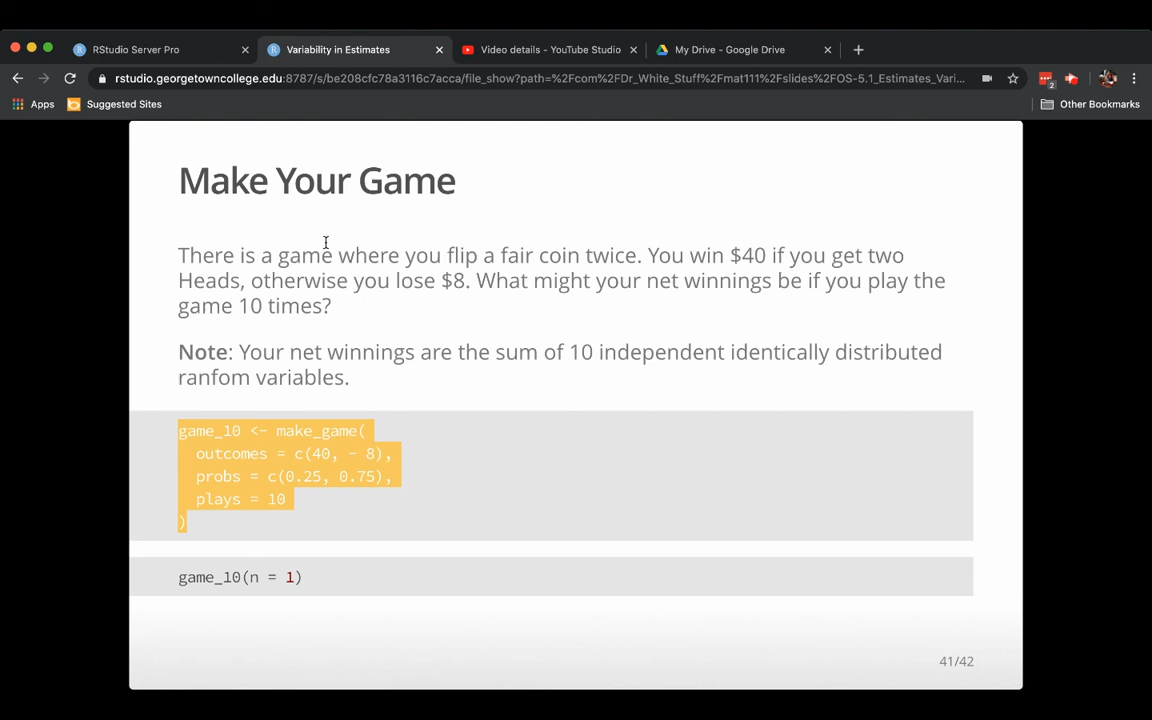 RStudio Server Pro
Variability in Estimates
Video details - YouTube Studio
My Drive - Google Drive
rstudio.georgetowncollege.edu:8787/s/be208cfc78a3116c7acca/file_show?path=%2Fcom%2FDr_White_Stuff%2Fmat111%2Fslides%2FOS-5.1_Estimates_Vari...
2
Apps
Suggested Sites
Other Bookmarks
Make Your Game
There is a game where you flip a fair coin twice. You win $40 if you get two
Heads, otherwise you lose $8. What might your net winnings be if you play the
game 10 times?
Note: Your net winnings are the sum of 10 independent identically distributed
ranfom variables.
game_10 <- make_game(
outcomes = c(40, - 8),
probs = c(0.25, 0.75),
plays = 10
)
game_10(n = 1)
41/42